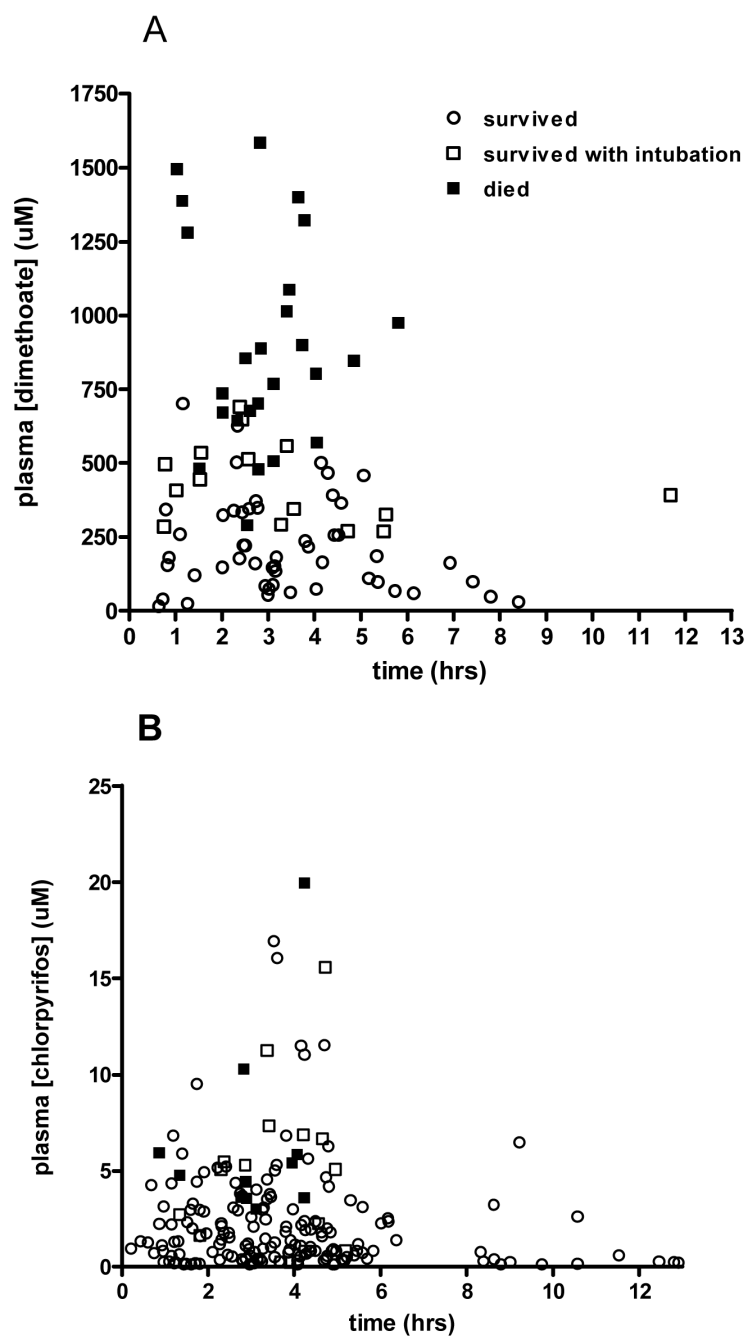 A
1750
1500
1250
1000
750
500
250
0
plasma [dimethoate] (uM)
survived
survived with intubation
died
0 1 2 3 4 5 6 7 8 9 10 11 12 13
time (hrs)
B
25
20
15
10
5
0
plasma [chlorpyrifos] (uM)
0 2 4 6 8 10 12
time (hrs)